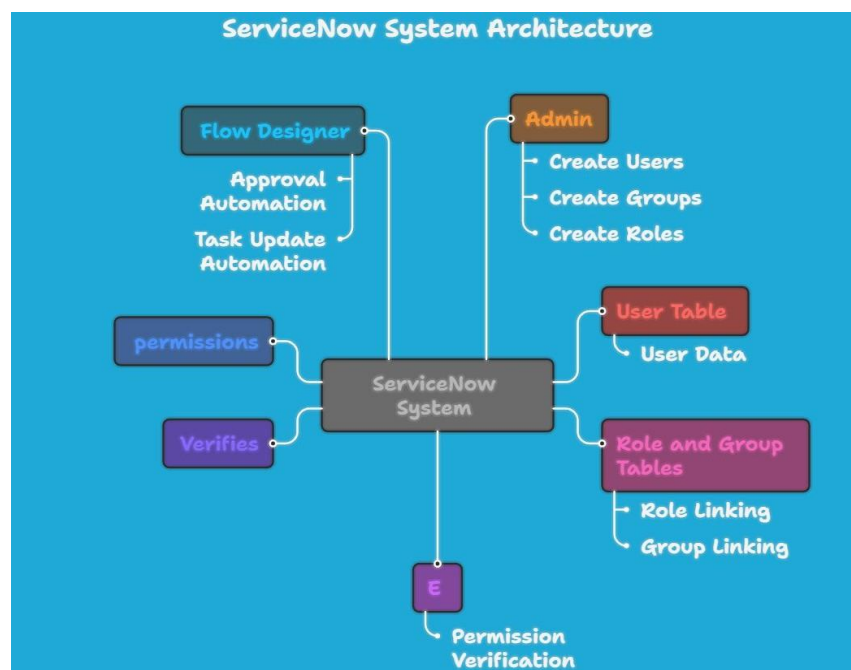 ServiceNow System Architecture
Flow Designer
Approval
Automation
Task Update
Automation
Admin
Create Users
Create Groups
Create Roles
permissions
Verifies
ServiceNow
System
User Table
User Data
Role and Group
Tables
Role Linking
Group Linking
E
Permission
Verification